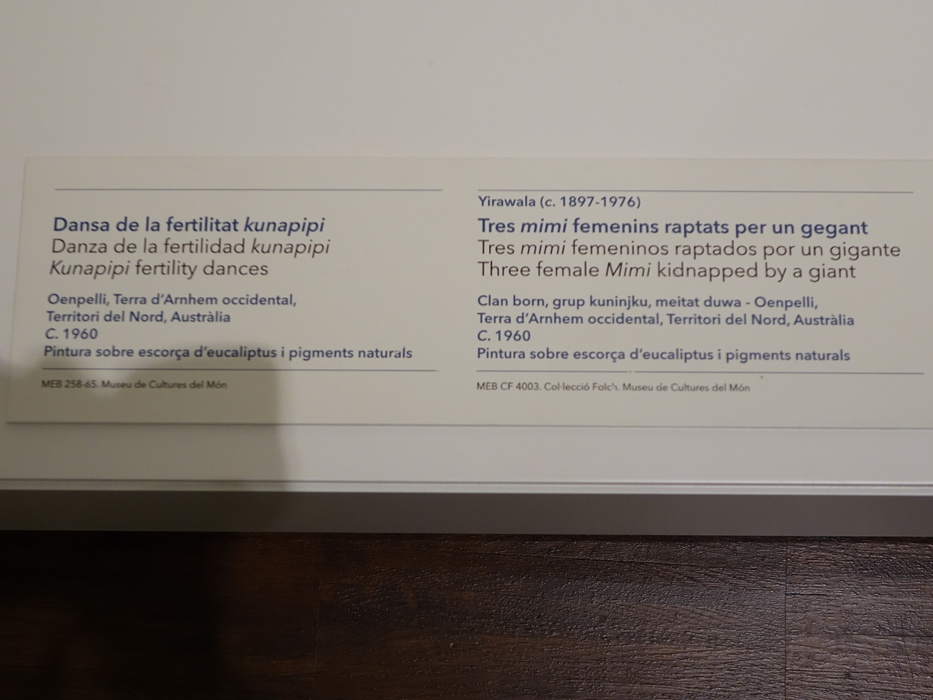 Dansa de la fertilitat kunapipi
Danza de la fertilidad kunapipi
Kunapipi fertility dances
Oenpelli, Terra d'Arnhem occidental,
Territori del Nord, Austràlia
C. 1960
Pintura sobre escorça d'eucaliptus i pigments naturals
MEB 258-65. Museu de Cultures del Món
Yirawala (c. 1897-1976)
Tres mimi femenins raptats per un gegant
Tres mimi femeninos raptados por un gigante
Three female Mimi kidnapped by a giant
Clan born, grup kuninjku, meitat duwa - Oenpelli,
Terra d'Arnhem occidental, Territori del Nord, Austràlia
C. 1960
Pintura sobre escorça d'eucaliptus i pigments naturals
MEB CF 4003. Col·lecció Folch. Museu de Cultures del Món